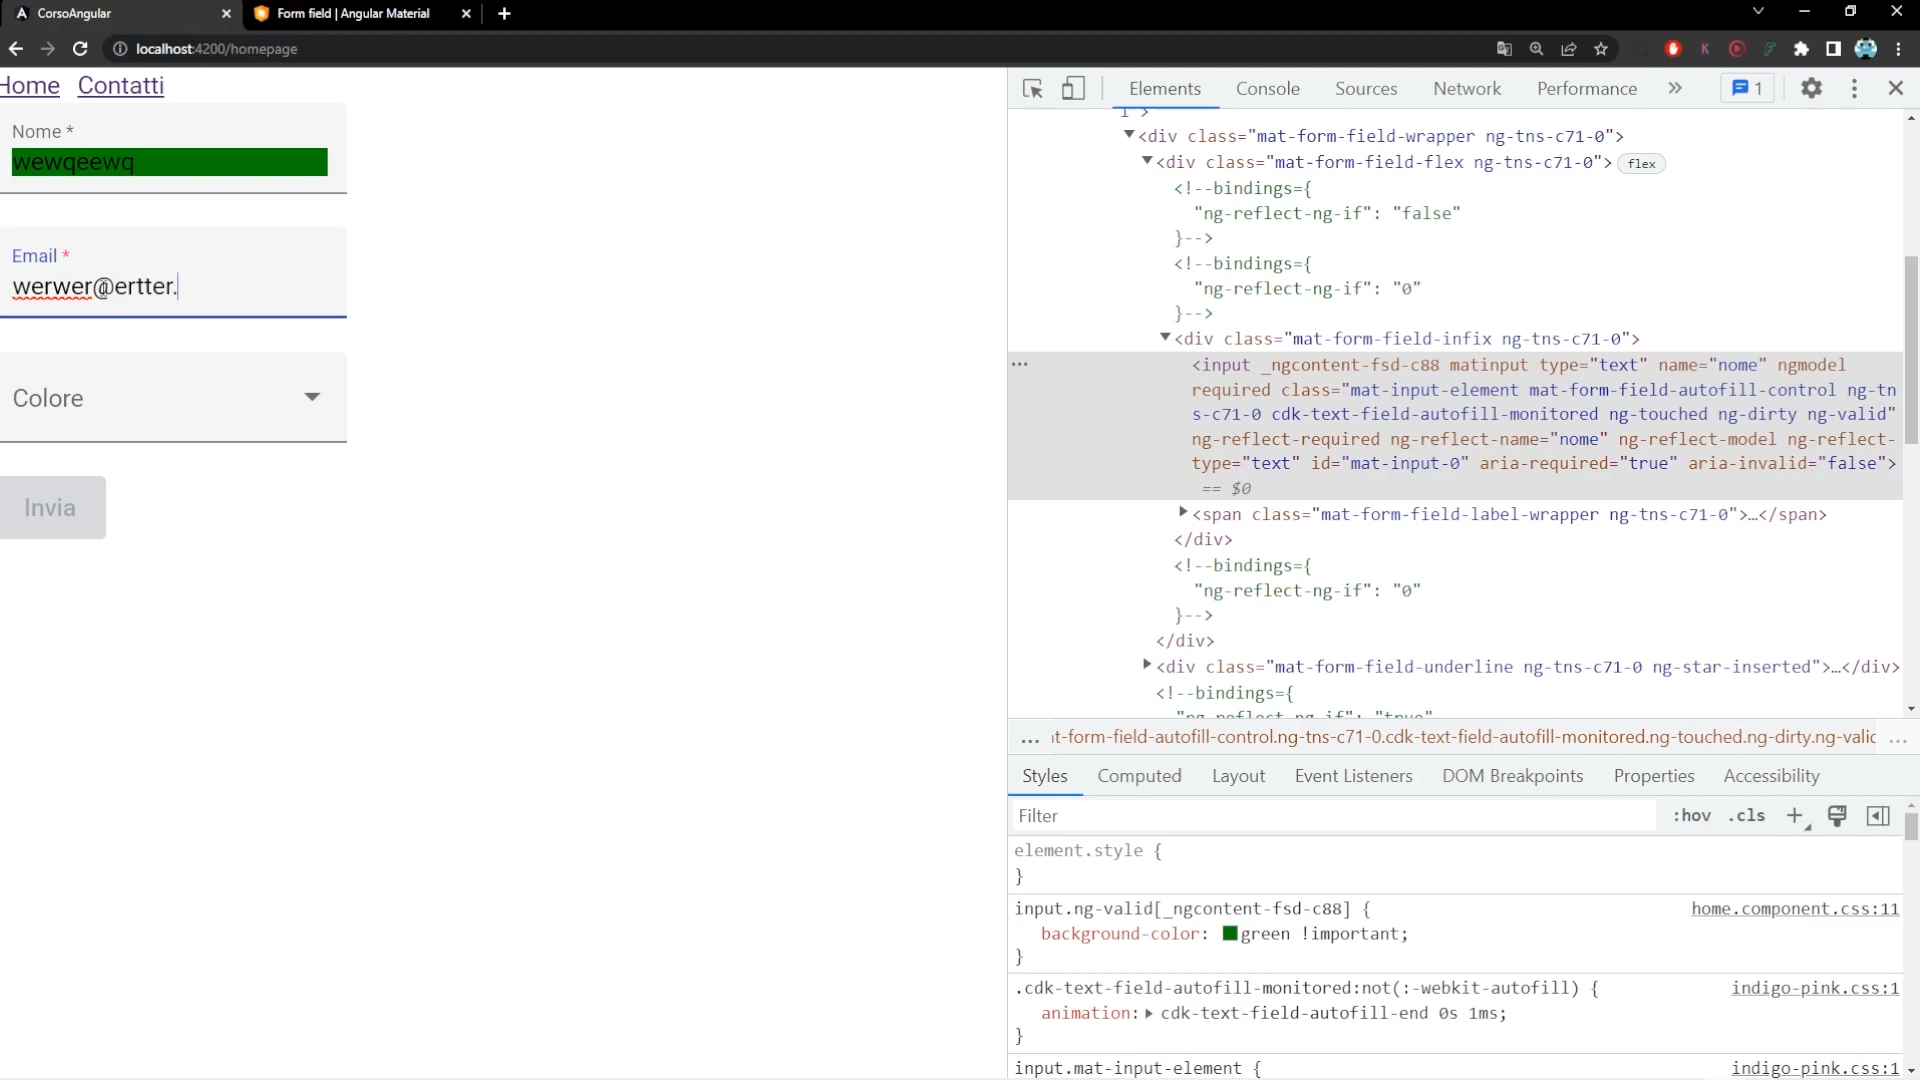 CorsoAngular
Form field | Angular Material
localhost:4200/homepage
Home Contatti
Nome *
wewqeewq
Email *
werwer@ertter.
Colore
Invia
Elements Console Sources Network Performance 1
<div class="mat-form-field-wrapper ng-tns-c71-0">
<div class="mat-form-field-flex ng-tns-c71-0"> flex
<!--bindings={
"ng-reflect-ng-if": "false"
}-->
<!--bindings={
"ng-reflect-ng-if": "0"
}-->
<div class="mat-form-field-infix ng-tns-c71-0">
<input _ngcontent-fsd-c88 matinput type="text" name="nome" ngmodel
required class="mat-input-element mat-form-field-autofill-control ng-tn
s-c71-0 cdk-text-field-autofill-monitored ng-touched ng-dirty ng-valid"
ng-reflect-required ng-reflect-name="nome" ng-reflect-model ng-reflect-
type="text" id="mat-input-0" aria-required="true" aria-invalid="false">
== $0
<span class="mat-form-field-label-wrapper ng-tns-c71-0">…</span>
</div>
<!--bindings={
"ng-reflect-ng-if": "0"
}-->
</div>
<div class="mat-form-field-underline ng-tns-c71-0 ng-star-inserted">…</div>
<!--bindings={
"ng-reflect-ng-if": "true"
... it-form-field-autofill-control.ng-tns-c71-0.cdk-text-field-autofill-monitored.ng-touched.ng-dirty.ng-valid ...
Styles Computed Layout Event Listeners DOM Breakpoints Properties Accessibility
Filter :hov .cls
element.style {
}
input.ng-valid[_ngcontent-fsd-c88] { home.component.css:11
background-color: green !important;
}
.cdk-text-field-autofill-monitored:not(:-webkit-autofill) { indigo-pink.css:1
animation: cdk-text-field-autofill-end 0s 1ms;
}
input.mat-input-element { indigo-pink.css:1